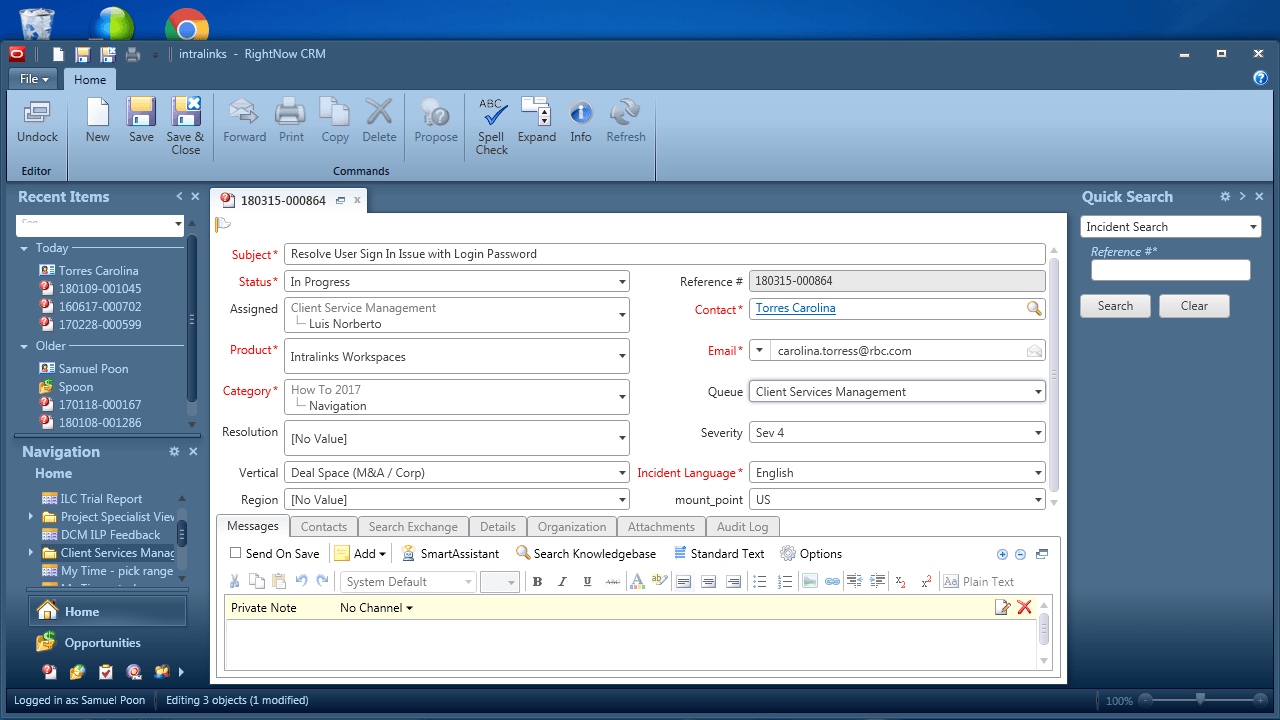 intralinks - RightNow CRM
File
Home
Undock
New
Save
Save & Close
Forward
Print
Copy
Delete
Propose
ABC
Spell Check
Expand
Info
Refresh
Editor
Commands
Recent Items
Today
Torres Carolina
180109-001045
160617-000702
170228-000599
Older
Samuel Poon
Spoon
170118-000167
180108-001286
Navigation
Home
ILC Trial Report
Project Specialist View
DCM ILP Feedback
Client Services Manag
My Time - pick range
Home
Opportunities
180315-000864
Subject* Resolve User Sign In Issue with Login Password
Status* In Progress
Reference # 180315-000864
Assigned Client Service Management
Luis Norberto
Contact* Torres Carolina
Product* Intralinks Workspaces
Email* carolina.torress@rbc.com
Category* How To 2017
Navigation
Queue Client Services Management
Resolution [No Value]
Severity Sev 4
Vertical Deal Space (M&A / Corp)
Incident Language* English
Region [No Value]
mount_point US
Messages Contacts Search Exchange Details Organization Attachments Audit Log
Send On Save Add SmartAssistant Search Knowledgebase Standard Text Options
System Default B I U ABC A ab x2 x2 Aa Plain Text
Private Note No Channel
Quick Search
Incident Search
Reference #*
Search Clear
Logged in as: Samuel Poon Editing 3 objects (1 modified) 100%